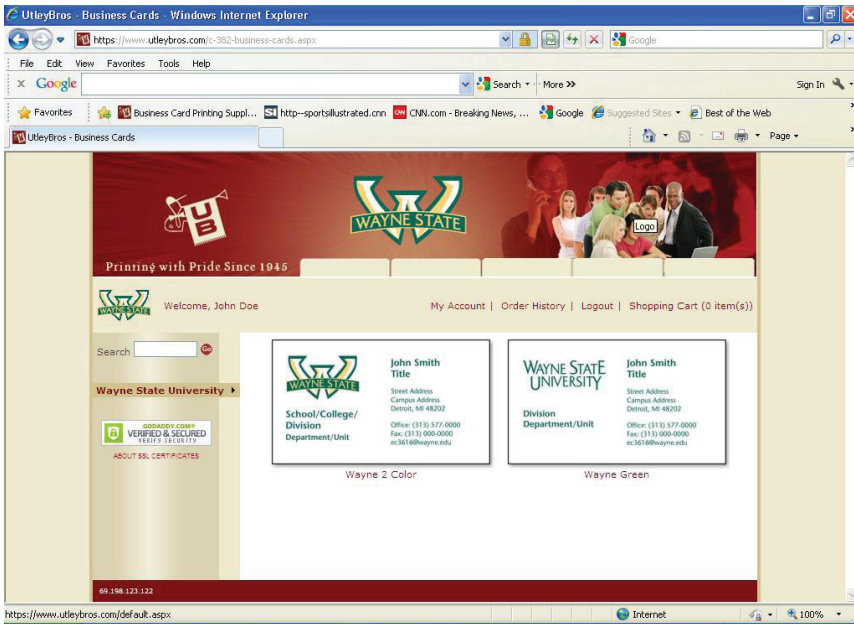 UtleyBros - Business Cards - Windows Internet Explorer
https://www.utleybros.com/c-382-business-cards.aspx
Google
File Edit View Favorites Tools Help
x Google Search More >> Sign In
Favorites Business Card Printing Suppl... SI http--sportsillustrated.cnn CNN CNN.com - Breaking News, ... Google Suggested Sites Best of the Web
UtleyBros - Business Cards Page
UB
WAYNE STATE
Logo
Printing with Pride Since 1945
WAYNE STATE
Welcome, John Doe
My Account | Order History | Logout | Shopping Cart (0 item(s))
Search Go
Wayne State University
GODADDY.COM®
VERIFIED & SECURED
VERIFY SECURITY
ABOUT SSL CERTIFICATES
WAYNE STATE
School/College/
Division
Department/Unit
John Smith
Title
Street Address
Campus Address
Detroit, MI 48202
Office: (313) 577-0000
Fax: (313) 000-0000
ec3616@wayne.edu
Wayne 2 Color
WAYNE STATE
UNIVERSITY
Division
Department/Unit
John Smith
Title
Street Address
Campus Address
Detroit, MI 48202
Office: (313) 577-0000
Fax: (313) 000-0000
ec3616@wayne.edu
Wayne Green
69.198.123.122
https://www.utleybros.com/default.aspx Internet 100%